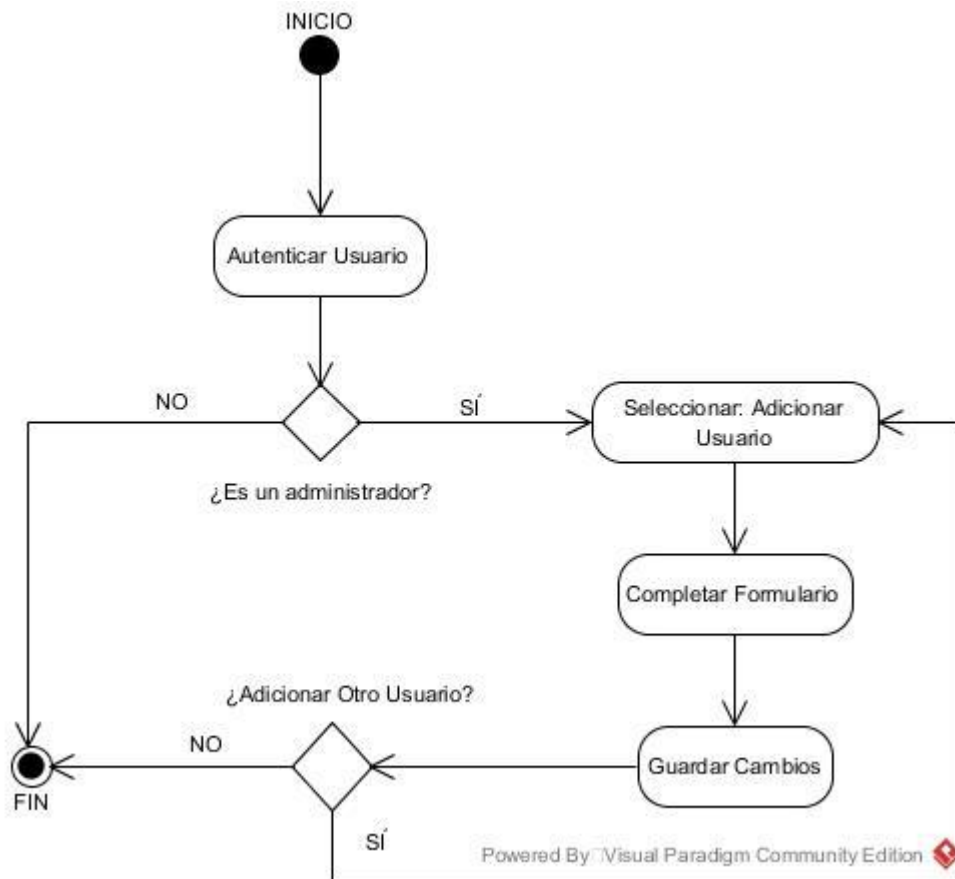 INICIO
Autenticar Usuario
NO
SÍ
Seleccionar: Adicionar
Usuario
¿Es un administrador?
Completar Formulario
¿Adicionar Otro Usuario?
NO
Guardar Cambios
FIN
SÍ
Powered By Visual Paradigm Community Edition